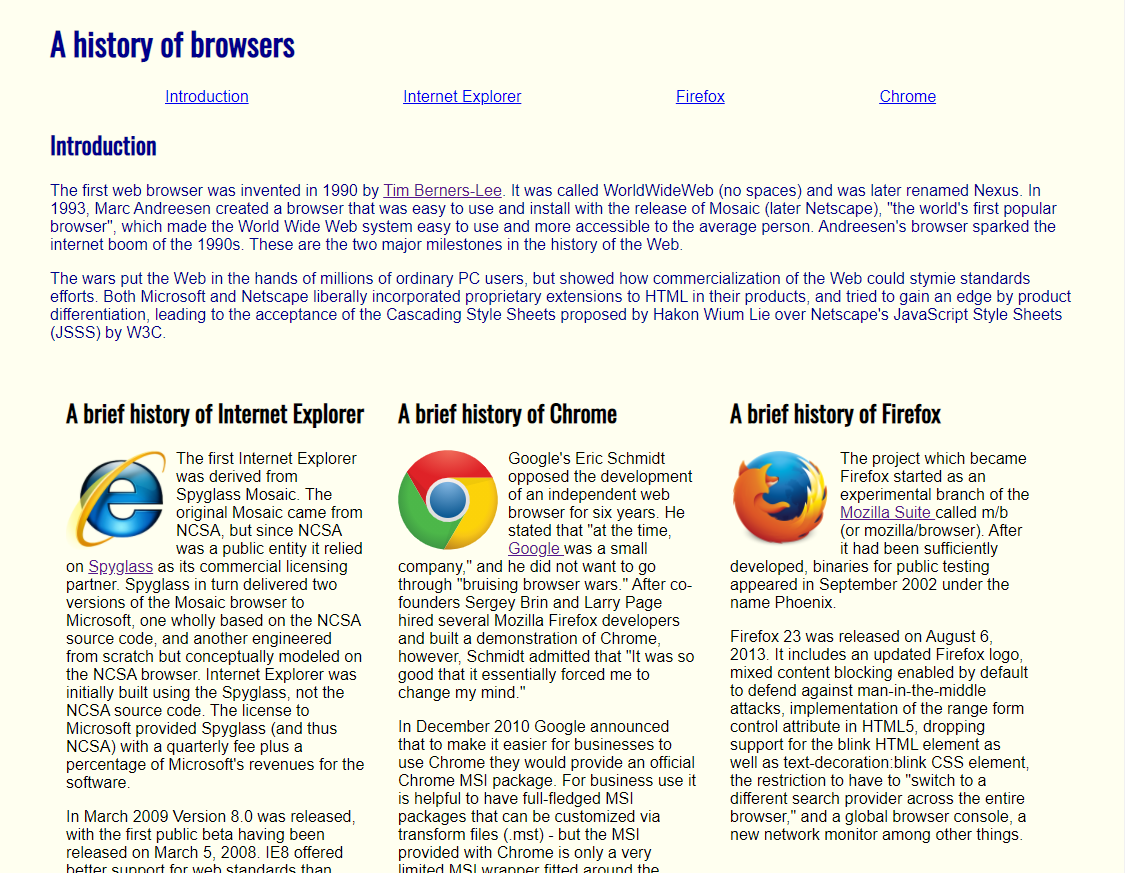 A history of browsers
Introduction Internet Explorer Firefox Chrome
Introduction
The first web browser was invented in 1990 by Tim Berners-Lee. It was called WorldWideWeb (no spaces) and was later renamed Nexus. In
1993, Marc Andreesen created a browser that was easy to use and install with the release of Mosaic (later Netscape), "the world's first popular
browser", which made the World Wide Web system easy to use and more accessible to the average person. Andreesen's browser sparked the
internet boom of the 1990s. These are the two major milestones in the history of the Web.
The wars put the Web in the hands of millions of ordinary PC users, but showed how commercialization of the Web could stymie standards
efforts. Both Microsoft and Netscape liberally incorporated proprietary extensions to HTML in their products, and tried to gain an edge by product
differentiation, leading to the acceptance of the Cascading Style Sheets proposed by Hakon Wium Lie over Netscape's JavaScript Style Sheets
(JSSS) by W3C.
A brief history of Internet Explorer
The first Internet Explorer
was derived from
Spyglass Mosaic. The
original Mosaic came from
NCSA, but since NCSA
was a public entity it relied
on Spyglass as its commercial licensing
partner. Spyglass in turn delivered two
versions of the Mosaic browser to
Microsoft, one wholly based on the NCSA
source code, and another engineered
from scratch but conceptually modeled on
the NCSA browser. Internet Explorer was
initially built using the Spyglass, not the
NCSA source code. The license to
Microsoft provided Spyglass (and thus
NCSA) with a quarterly fee plus a
percentage of Microsoft's revenues for the
software.
In March 2009 Version 8.0 was released,
with the first public beta having been
released on March 5, 2008. IE8 offered
better support for web standards than
A brief history of Chrome
Google's Eric Schmidt
opposed the development
of an independent web
browser for six years. He
stated that "at the time,
Google was a small
company," and he did not want to go
through "bruising browser wars." After co-
founders Sergey Brin and Larry Page
hired several Mozilla Firefox developers
and built a demonstration of Chrome,
however, Schmidt admitted that "It was so
good that it essentially forced me to
change my mind."
In December 2010 Google announced
that to make it easier for businesses to
use Chrome they would provide an official
Chrome MSI package. For business use it
is helpful to have full-fledged MSI
packages that can be customized via
transform files (.mst) - but the MSI
provided with Chrome is only a very
limited MSI wrapper fitted around the
A brief history of Firefox
The project which became
Firefox started as an
experimental branch of the
Mozilla Suite called m/b
(or mozilla/browser). After
it had been sufficiently
developed, binaries for public testing
appeared in September 2002 under the
name Phoenix.
Firefox 23 was released on August 6,
2013. It includes an updated Firefox logo,
mixed content blocking enabled by default
to defend against man-in-the-middle
attacks, implementation of the range form
control attribute in HTML5, dropping
support for the blink HTML element as
well as text-decoration:blink CSS element,
the restriction to have to "switch to a
different search provider across the entire
browser," and a global browser console, a
new network monitor among other things.